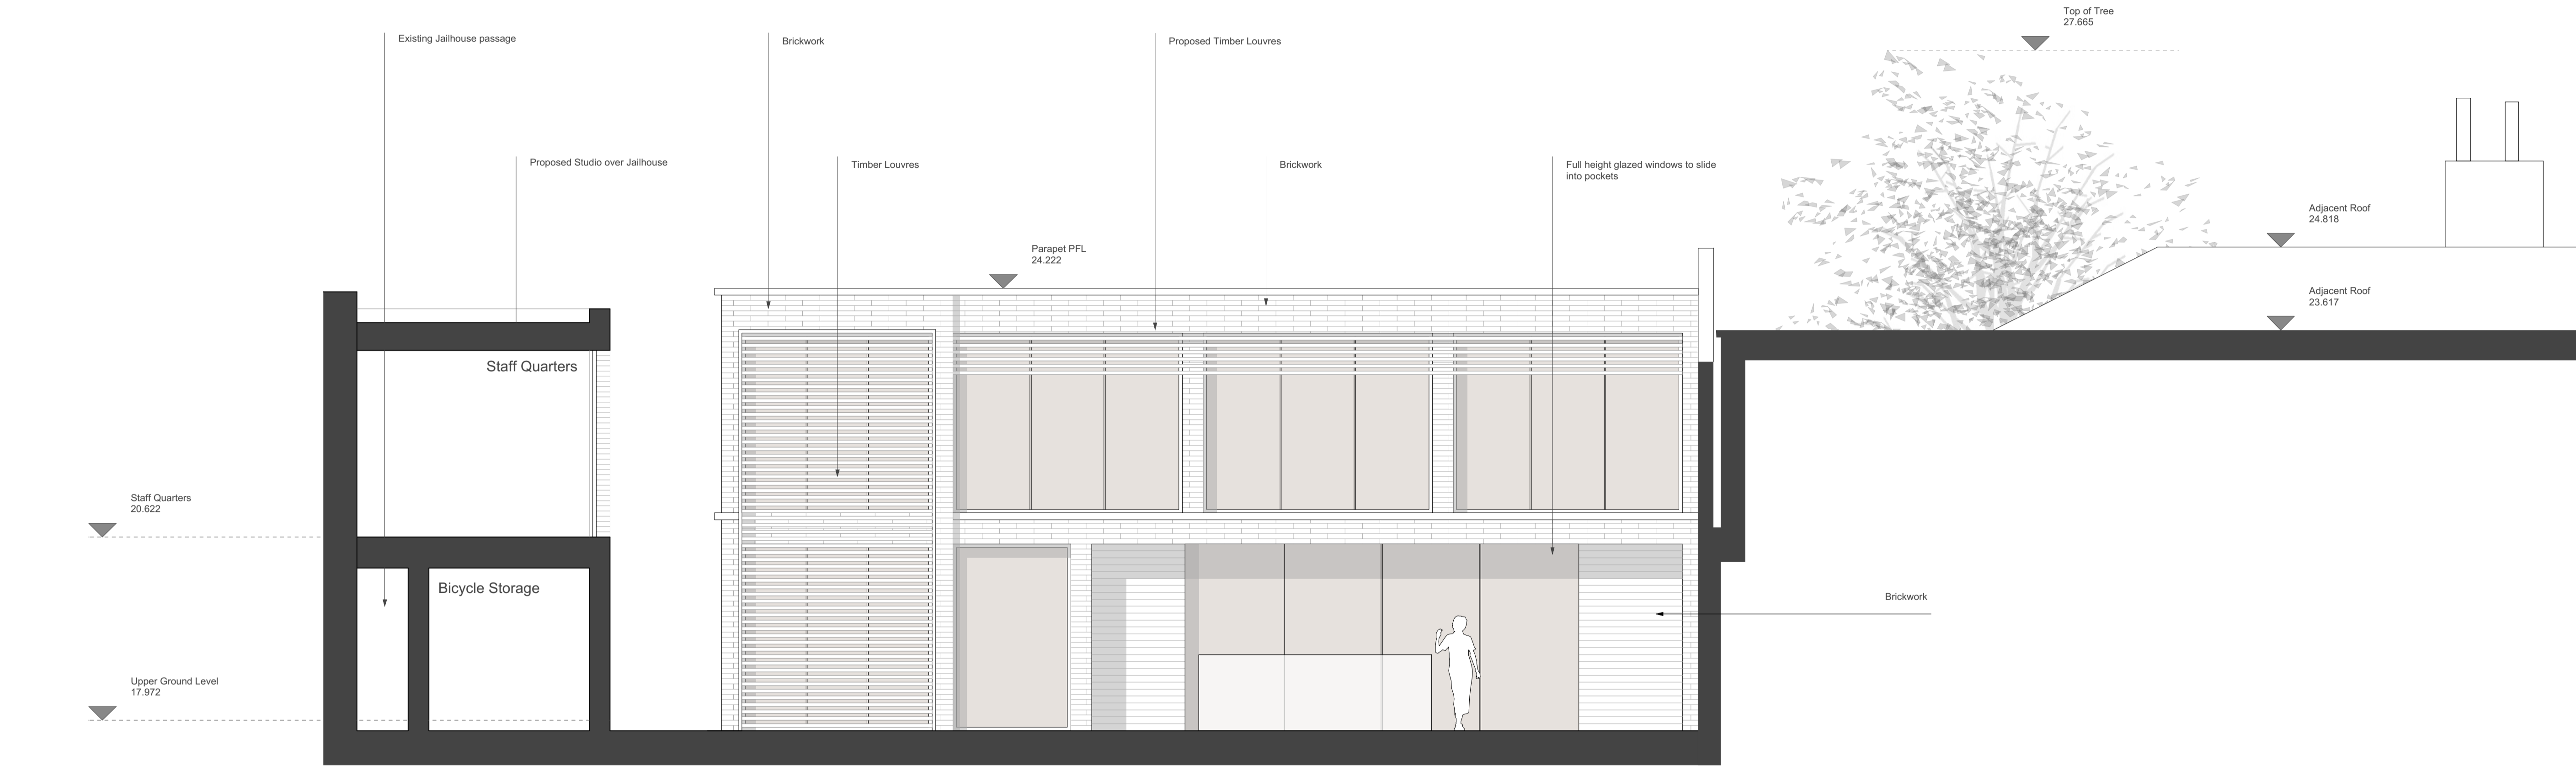 Top of Tree
27.665
Existing Jailhouse passage
Brickwork
Proposed Timber Louvres
Proposed Studio over Jailhouse
Timber Louvres
Brickwork
Full height glazed windows to slide
into pockets
Adjacent Roof
24.818
Parapet PFL
24.222
Adjacent Roof
23.617
Staff Quarters
Staff Quarters
20.622
Bicycle Storage
Brickwork
Upper Ground Level
17.972